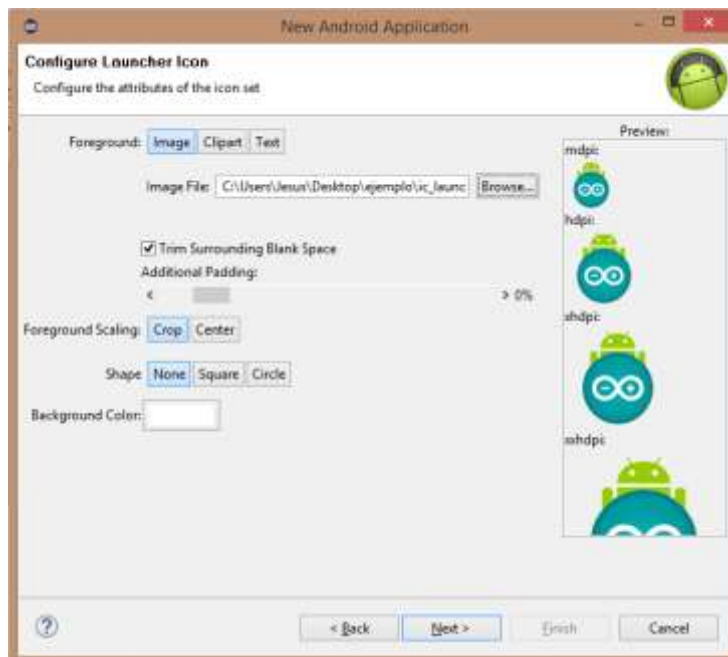 New Android Application
Configure Launcher Icon
Configure the attributes of the icon set
Foreground: Image Clipart Text
Image File: C:\Users\Jesus\Desktop\ejemplo\ic_launc Browse...
Trim Surrounding Blank Space
Additional Padding:
< > 0%
Foreground Scaling: Crop Center
Shape None Square Circle
Background Color:
Preview:
mdpi:
hdpi:
xhdpi:
xxhdpi:
? < Back Next > Finish Cancel